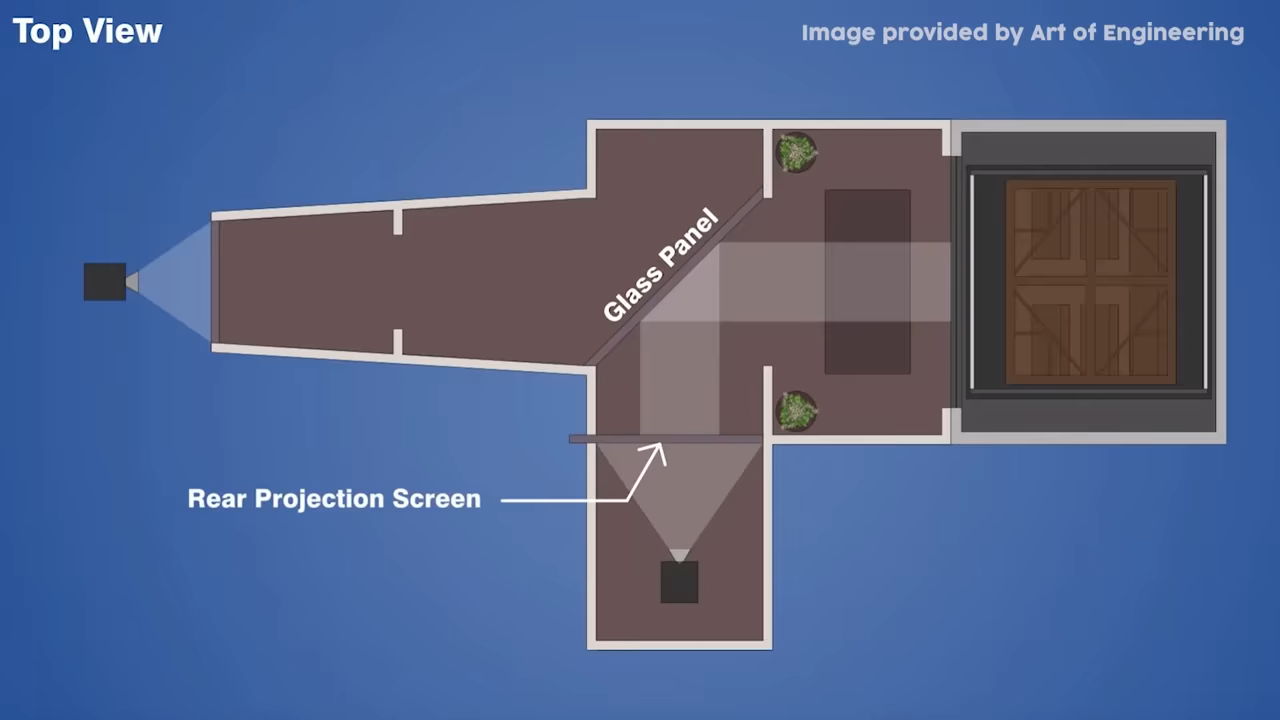 Top View
Image provided by Art of Engineering
Glass Panel
Rear Projection Screen